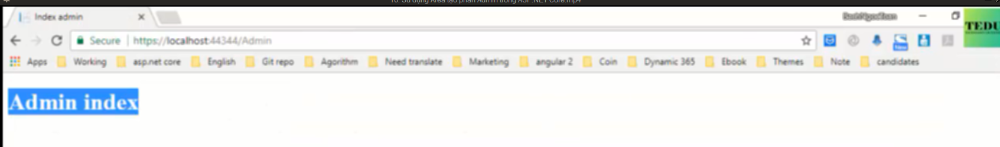 10. Sử dụng Area tạo phần Admin trong ASP.NET Core.mp4
Index admin
TEDU
Secure https://localhost:44344/Admin
New
Apps Working asp.net core English Git repo Agorithm Need translate Marketing angular 2 Coin Dynamic 365 Ebook Themes Note candidates
Admin index